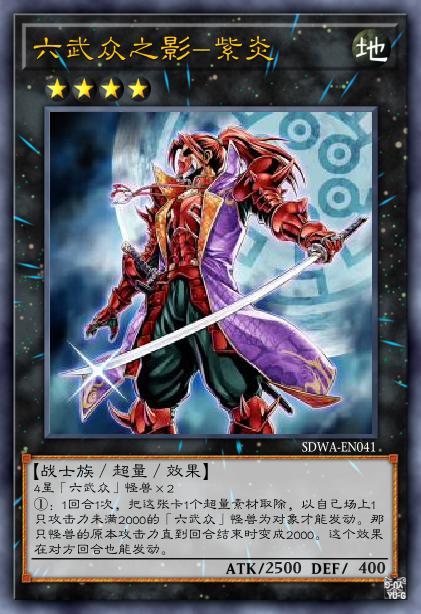 六武众之影–紫炎
地
SDWA-EN041
【战士族／超量／效果】
4星「六武众」怪兽×2
①：1回合1次，把这张卡1个超量素材取除，以自己场上1
只攻击力未满2000的「六武众」怪兽为对象才能发动。那
只怪兽的原本攻击力直到回合结束时变成2000。这个效果
在对方回合也能发动。
ATK/2500 DEF/ 400